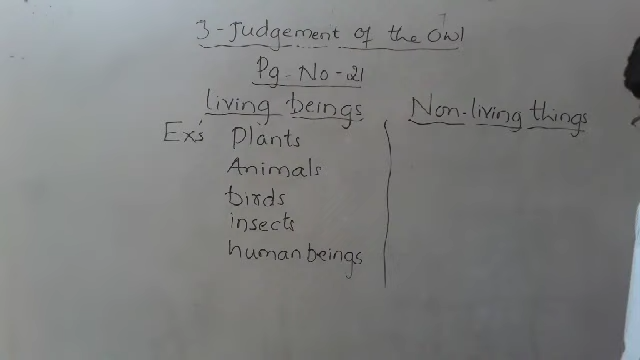 3-Judgement of the Owl
Pg-No-21
living beings
Non-living things
Ex's Plants
Animals
birds
insects
human beings